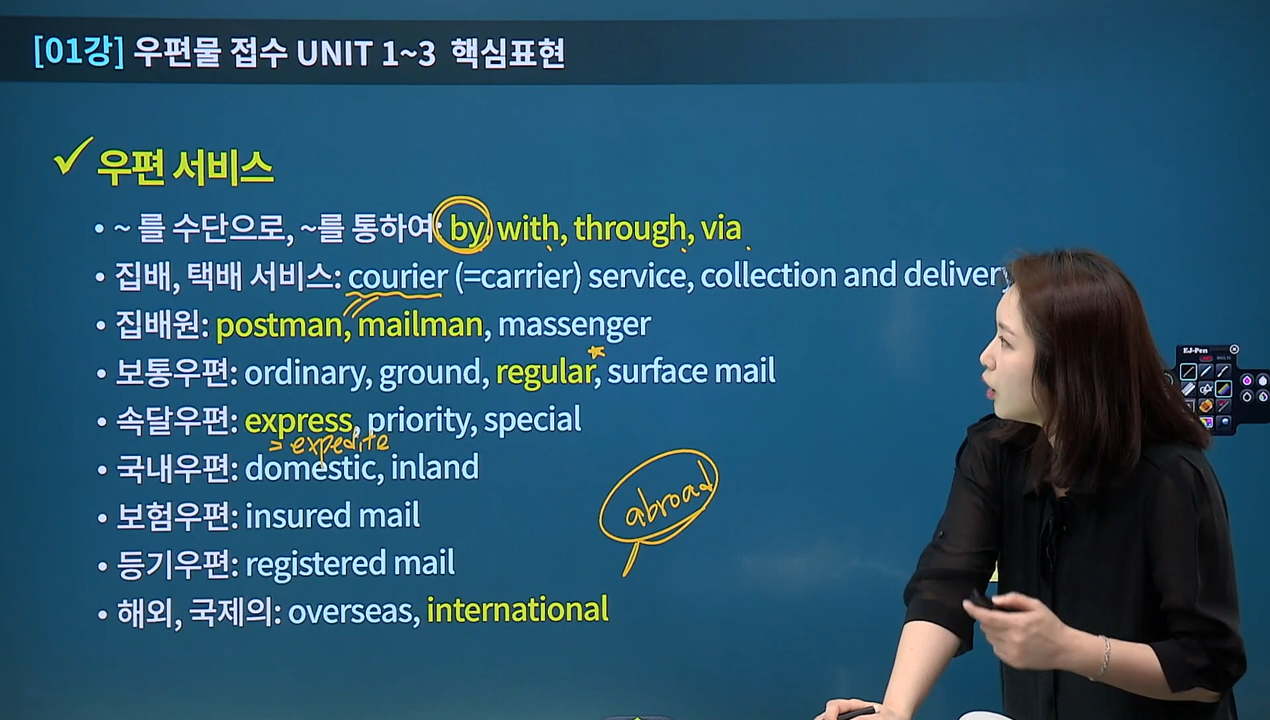 [01강] 우편물 접수 UNIT 1~3 핵심표현
✓ 우편 서비스
• ~ 를 수단으로, ~를 통하여: by, with, through, via
• 집배, 택배 서비스: courier (=carrier) service, collection and delivery
• 집배원: postman, mailman, massenger
• 보통우편: ordinary, ground, regular, surface mail
• 속달우편: express, priority, special
= expedite
• 국내우편: domestic, inland
abroad
• 보험우편: insured mail
• 등기우편: registered mail
• 해외, 국제의: overseas, international
EJ-Pen